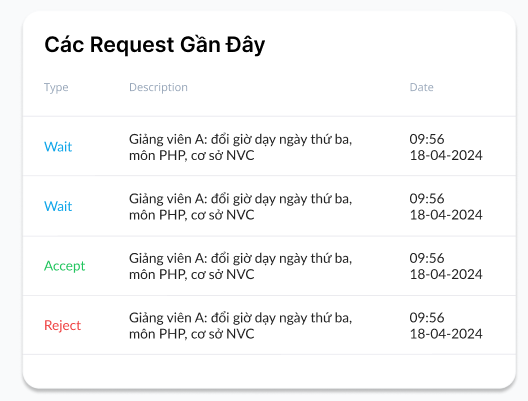 Các Request Gần Đây
Type Description Date
Wait Giảng viên A: đổi giờ dạy ngày thứ ba, 09:56
môn PHP, cơ sở NVC 18-04-2024
Wait Giảng viên A: đổi giờ dạy ngày thứ ba, 09:56
môn PHP, cơ sở NVC 18-04-2024
Accept Giảng viên A: đổi giờ dạy ngày thứ ba, 09:56
môn PHP, cơ sở NVC 18-04-2024
Reject Giảng viên A: đổi giờ dạy ngày thứ ba, 09:56
môn PHP, cơ sở NVC 18-04-2024